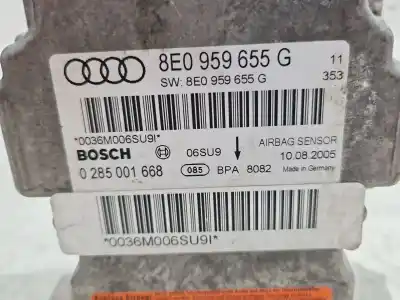 8E0 959 655 G 11
SW: 8E0 959 655 G 353
*0036M006SU9I*
BOSCH 06SU9 AIRBAG SENSOR
10.08.2005
0 285 001 668 085 BPA 8082 Made in Germany
*0036M006SU9I*